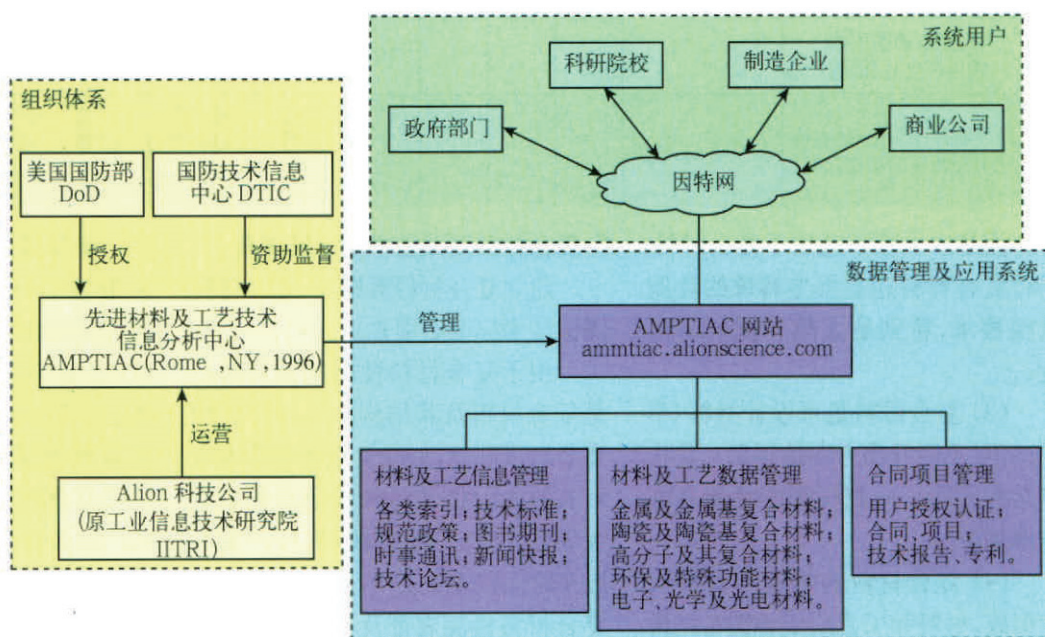 系统用户
科研院校
制造企业
政府部门
商业公司
因特网
组织体系
美国国防部
DoD
国防技术信息
中心 DTIC
授权
资助监督
先进材料及工艺技术
信息分析中心
AMPTIAC(Rome ,NY,1996)
运营
Alion 科技公司
(原工业信息技术研究院
IITRI)
管理
数据管理及应用系统
AMPTIAC 网站
ammtiac.alionscience.com
材料及工艺信息管理
各类索引;技术标准;
规范政策;图书期刊;
时事通讯;新闻快报;
技术论坛。
材料及工艺数据管理
金属及金属基复合材料;
陶瓷及陶瓷基复合材料;
高分子及其复合材料;
环保及特殊功能材料;
电子、光学及光电材料。
合同项目管理
用户授权认证;
合同、项目;
技术报告、专利。